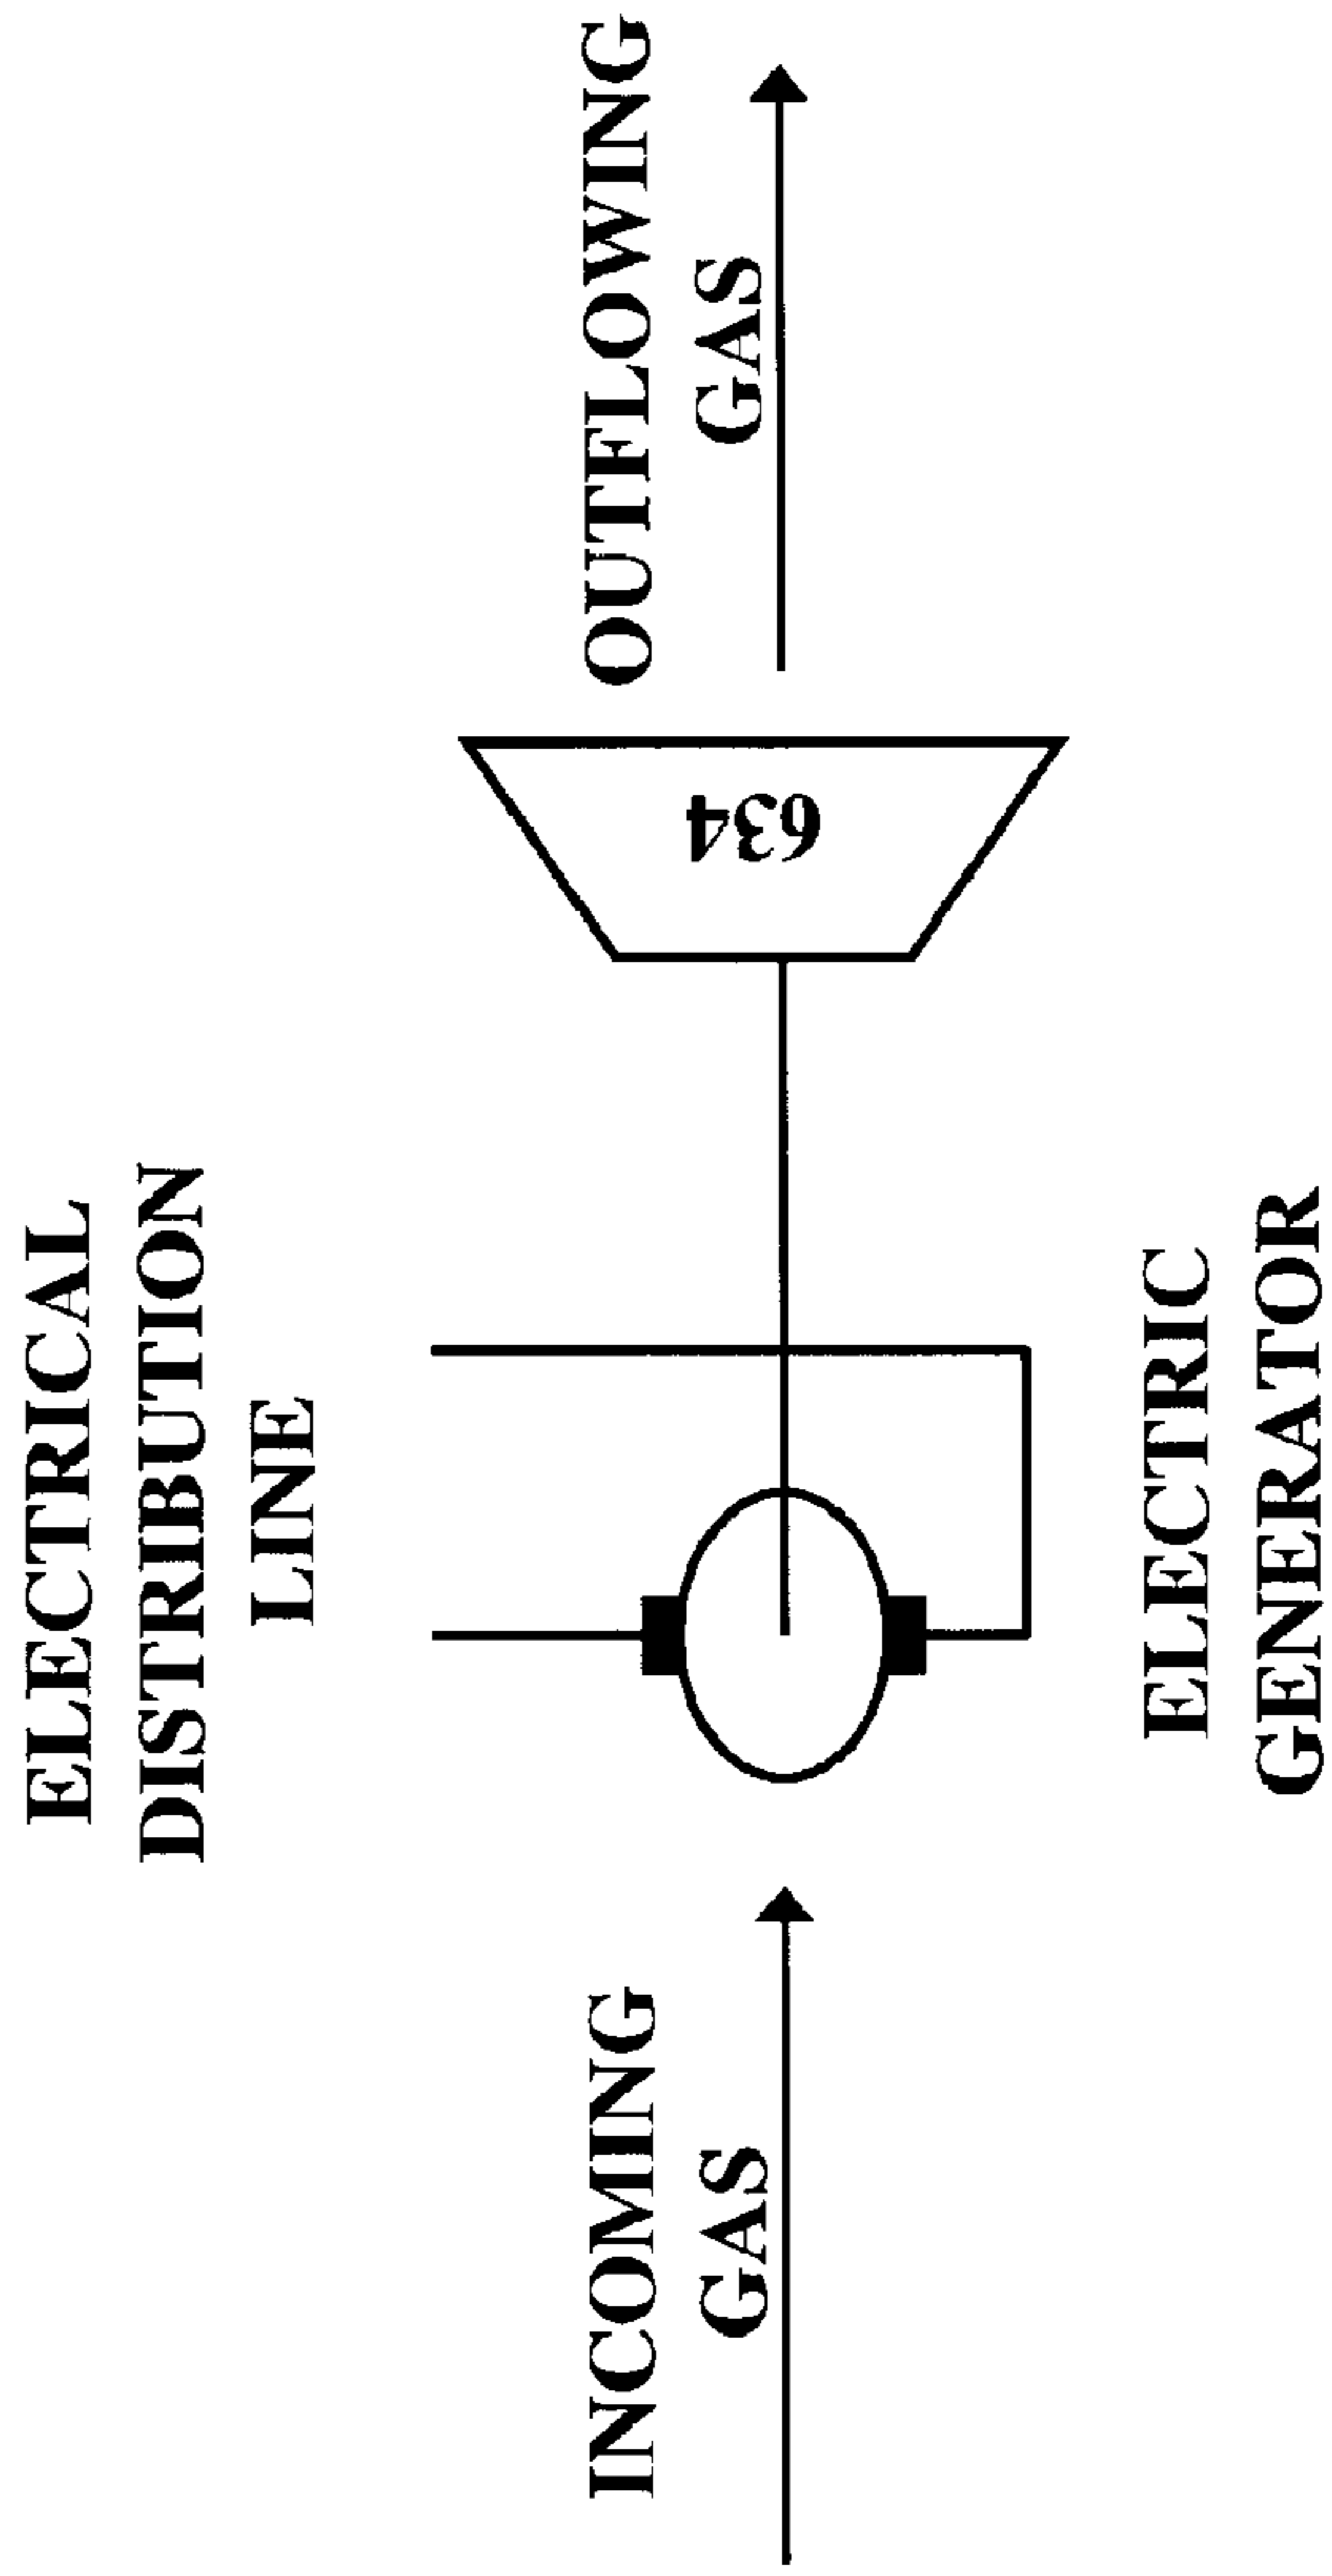 ELECTRICAL
DISTRIBUTION
LINE
INCOMING
GAS
OUTFLOWING
GAS
634
ELECTRIC
GENERATOR